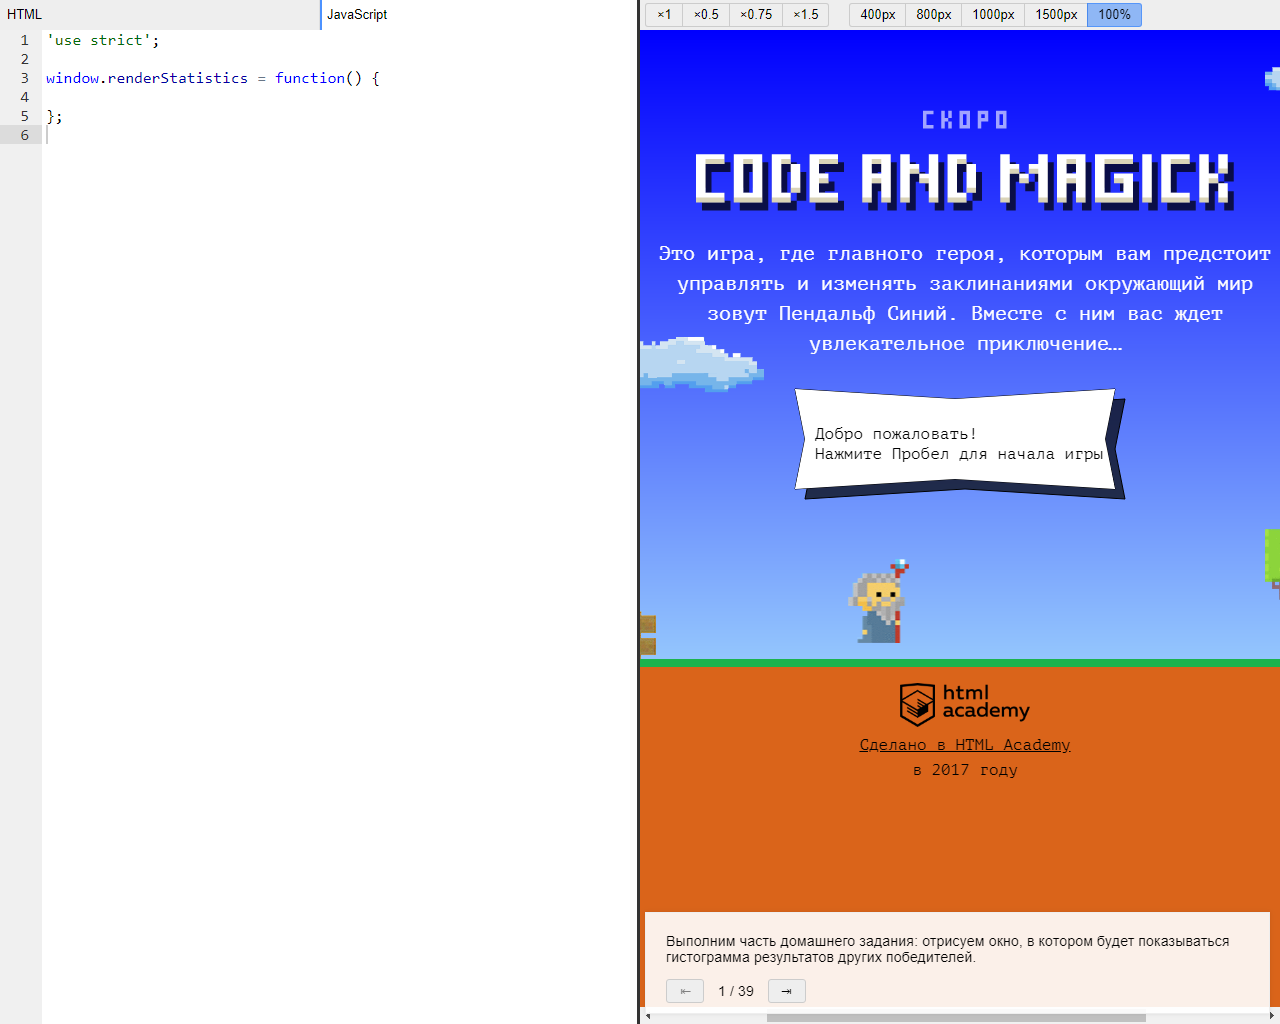 HTML
JavaScript
×1
×0.5
×0.75
×1.5
400px
800px
1000px
1500px
100%
1
'use strict';
2
3
window.renderStatistics = function() {
4
5
};
6
СКОРО
CODE AND MAGICK
Это игра, где главного героя, которым вам предстоит
управлять и изменять заклинаниями окружающий мир
зовут Пендальф Синий. Вместе с ним вас ждет
увлекательное приключение…
Добро пожаловать!
Нажмите Пробел для начала игры
html
academy
Сделано в HTML Academy
в 2017 году
Выполним часть домашнего задания: отрисуем окно, в котором будет показываться
гистограмма результатов других победителей.
⇤
1 / 39
⇥